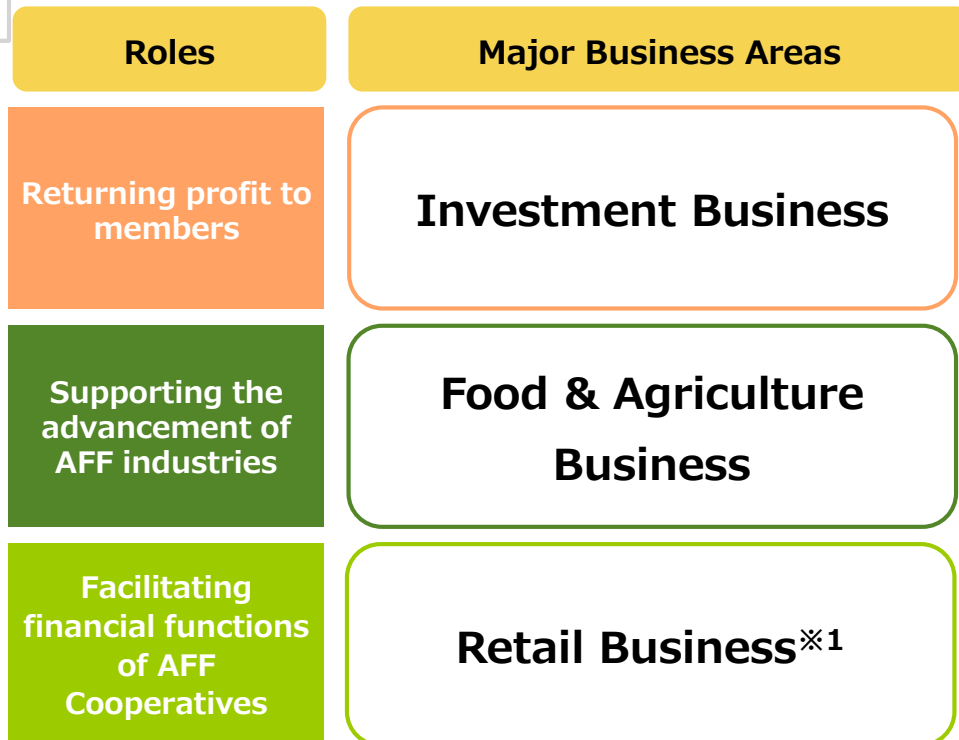 Roles
Major Business Areas
Returning profit to
members
Investment Business
Supporting the
advancement of
AFF industries
Food & Agriculture
Business
Facilitating
financial functions
of AFF
Cooperatives
Retail Business※1